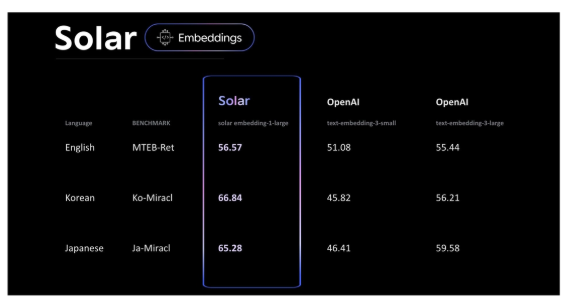 Solar Embeddings
Solar OpenAI OpenAI
Language BENCHMARK solar embedding-1-large text-embedding-3-small text-embedding-3-large
English MTEB-Ret 56.57 51.08 55.44
Korean Ko-Miracl 66.84 45.82 56.21
Japanese Ja-Miracl 65.28 46.41 59.58